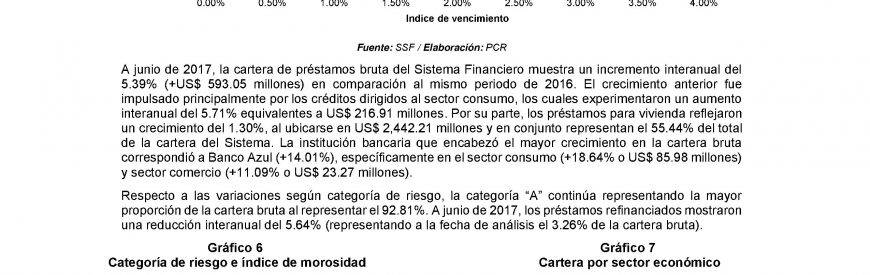 0.00% 0.50% 1.00% 1.50% 2.00% 2.50% 3.00% 3.50% 4.00%
Indice de vencimiento
Fuente: SSF / Elaboración: PCR
A junio de 2017, la cartera de préstamos bruta del Sistema Financiero muestra un incremento interanual del
5.39% (+US$ 593.05 millones) en comparación al mismo periodo de 2016. El crecimiento anterior fue
impulsado principalmente por los créditos dirigidos al sector consumo, los cuales experimentaron un aumento
interanual del 5.71% equivalentes a US$ 216.91 millones. Por su parte, los préstamos para vivienda reflejaron
un crecimiento del 1.30%, al ubicarse en US$ 2,442.21 millones y en conjunto representan el 55.44% del total
de la cartera del Sistema. La institución bancaria que encabezó el mayor crecimiento en la cartera bruta
correspondió a Banco Azul (+14.01%), específicamente en el sector consumo (+18.64% o US$ 85.98 millones)
y sector comercio (+11.09% o US$ 23.27 millones).
Respecto a las variaciones según categoría de riesgo, la categoría “A” continúa representando la mayor
proporción de la cartera bruta al representar el 92.81%. A junio de 2017, los préstamos refinanciados mostraron
una reducción interanual del 5.64% (representando a la fecha de análisis el 3.26% de la cartera bruta).
Gráfico 6 Gráfico 7
Categoría de riesgo e índice de morosidad Cartera por sector económico